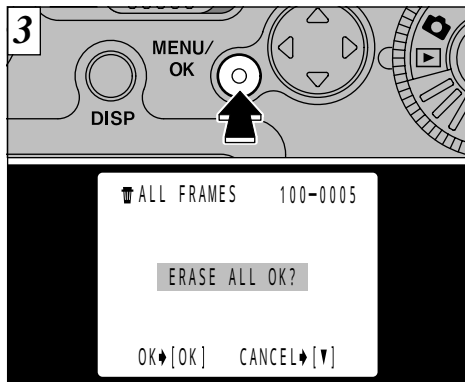 3
MENU/
OK
DISP
ALL FRAMES 100-0005
ERASE ALL OK?
OK➧[OK] CANCEL➧[▼]